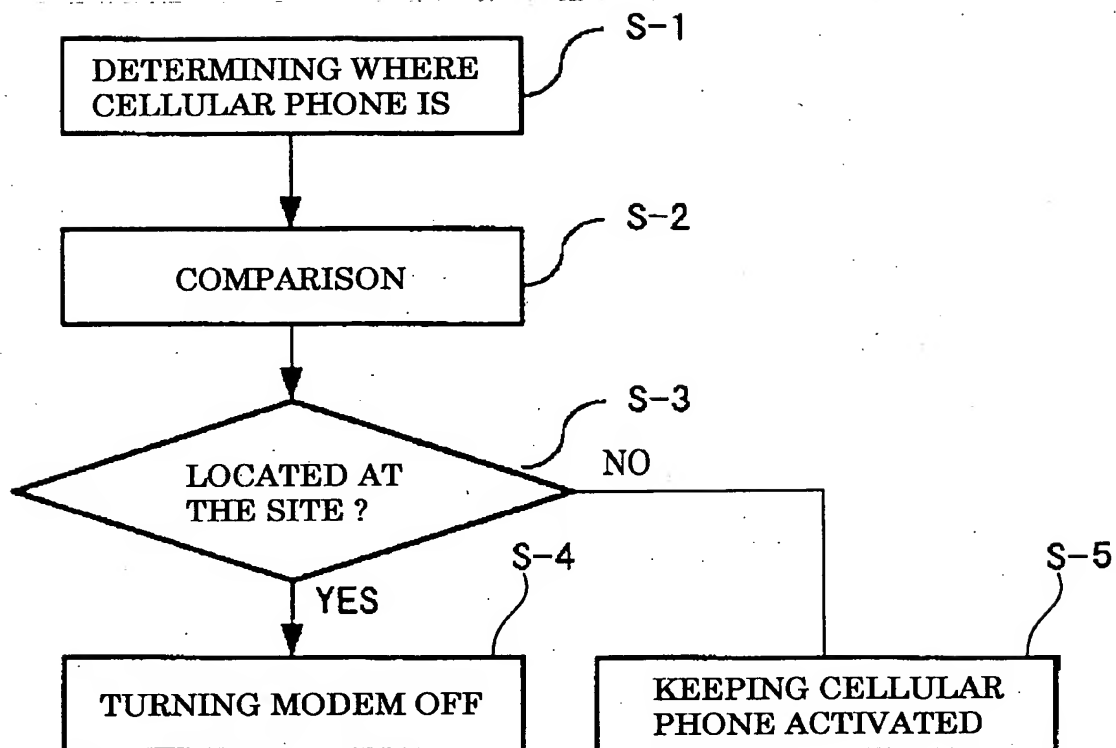 S-1
DETERMINING WHERE
CELLULAR PHONE IS
S-2
COMPARISON
S-3
LOCATED AT
THE SITE ?
NO
YES
S-4
TURNING MODEM OFF
S-5
KEEPING CELLULAR
PHONE ACTIVATED